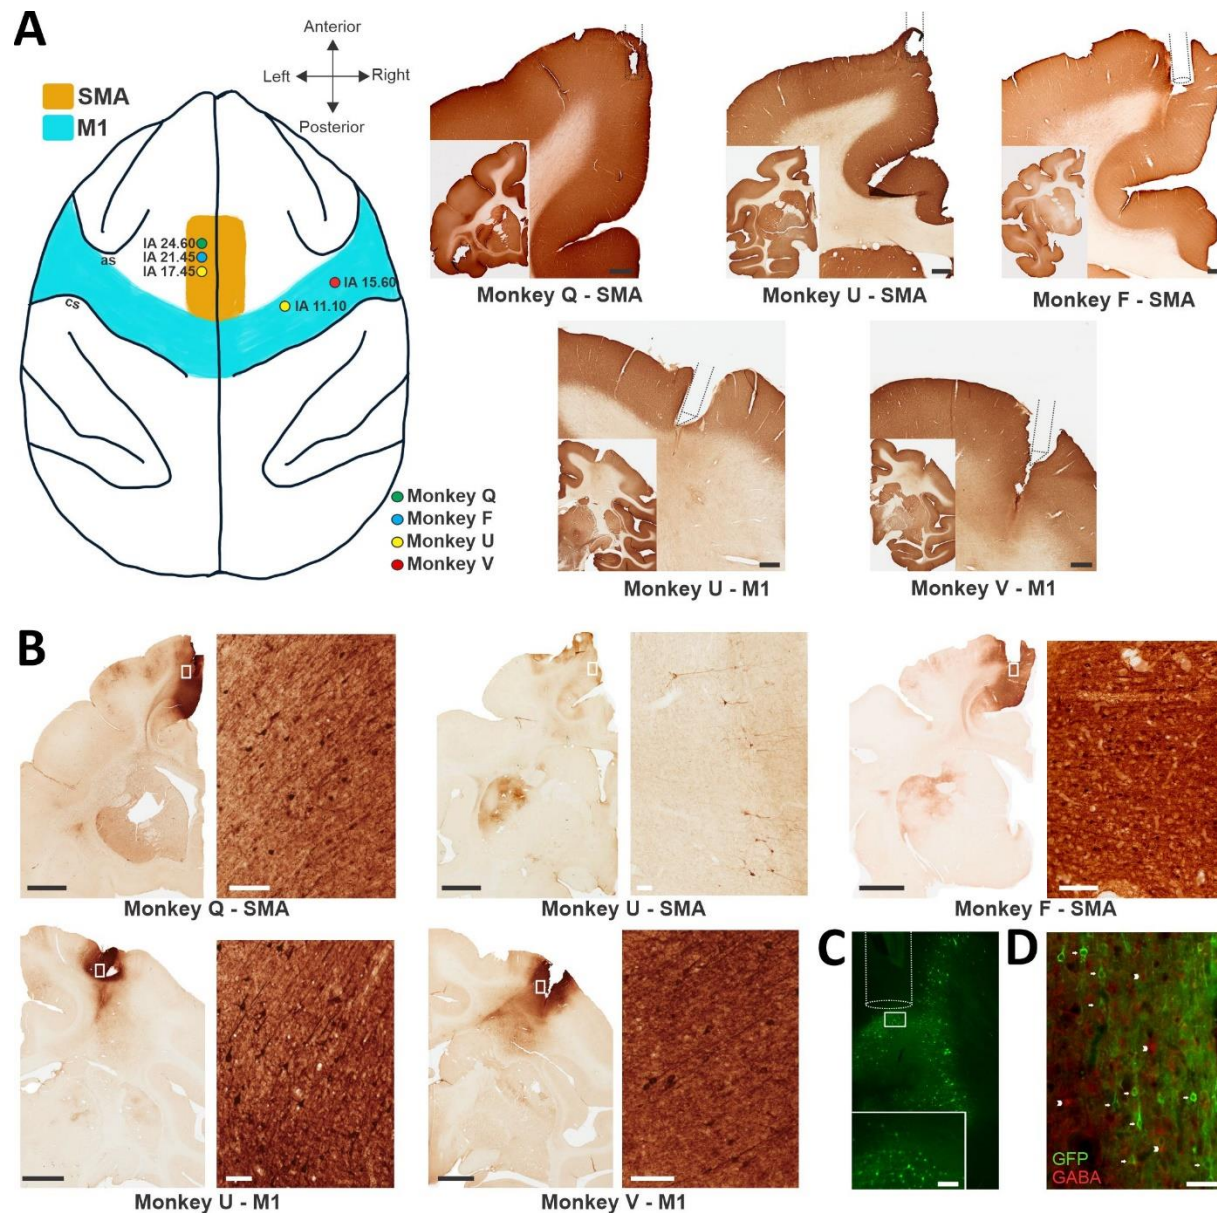 A
Anterior
Left
Right
Posterior
SMA
M1
IA 24.60
IA 21.45
IA 17.45
IA 15.60
IA 11.10
as
cs
Monkey Q
Monkey F
Monkey U
Monkey V
Monkey Q - SMA
Monkey U - SMA
Monkey F - SMA
Monkey U - M1
Monkey V - M1
B
Monkey Q - SMA
Monkey U - SMA
Monkey F - SMA
Monkey U - M1
Monkey V - M1
C
D
GFP
GABA